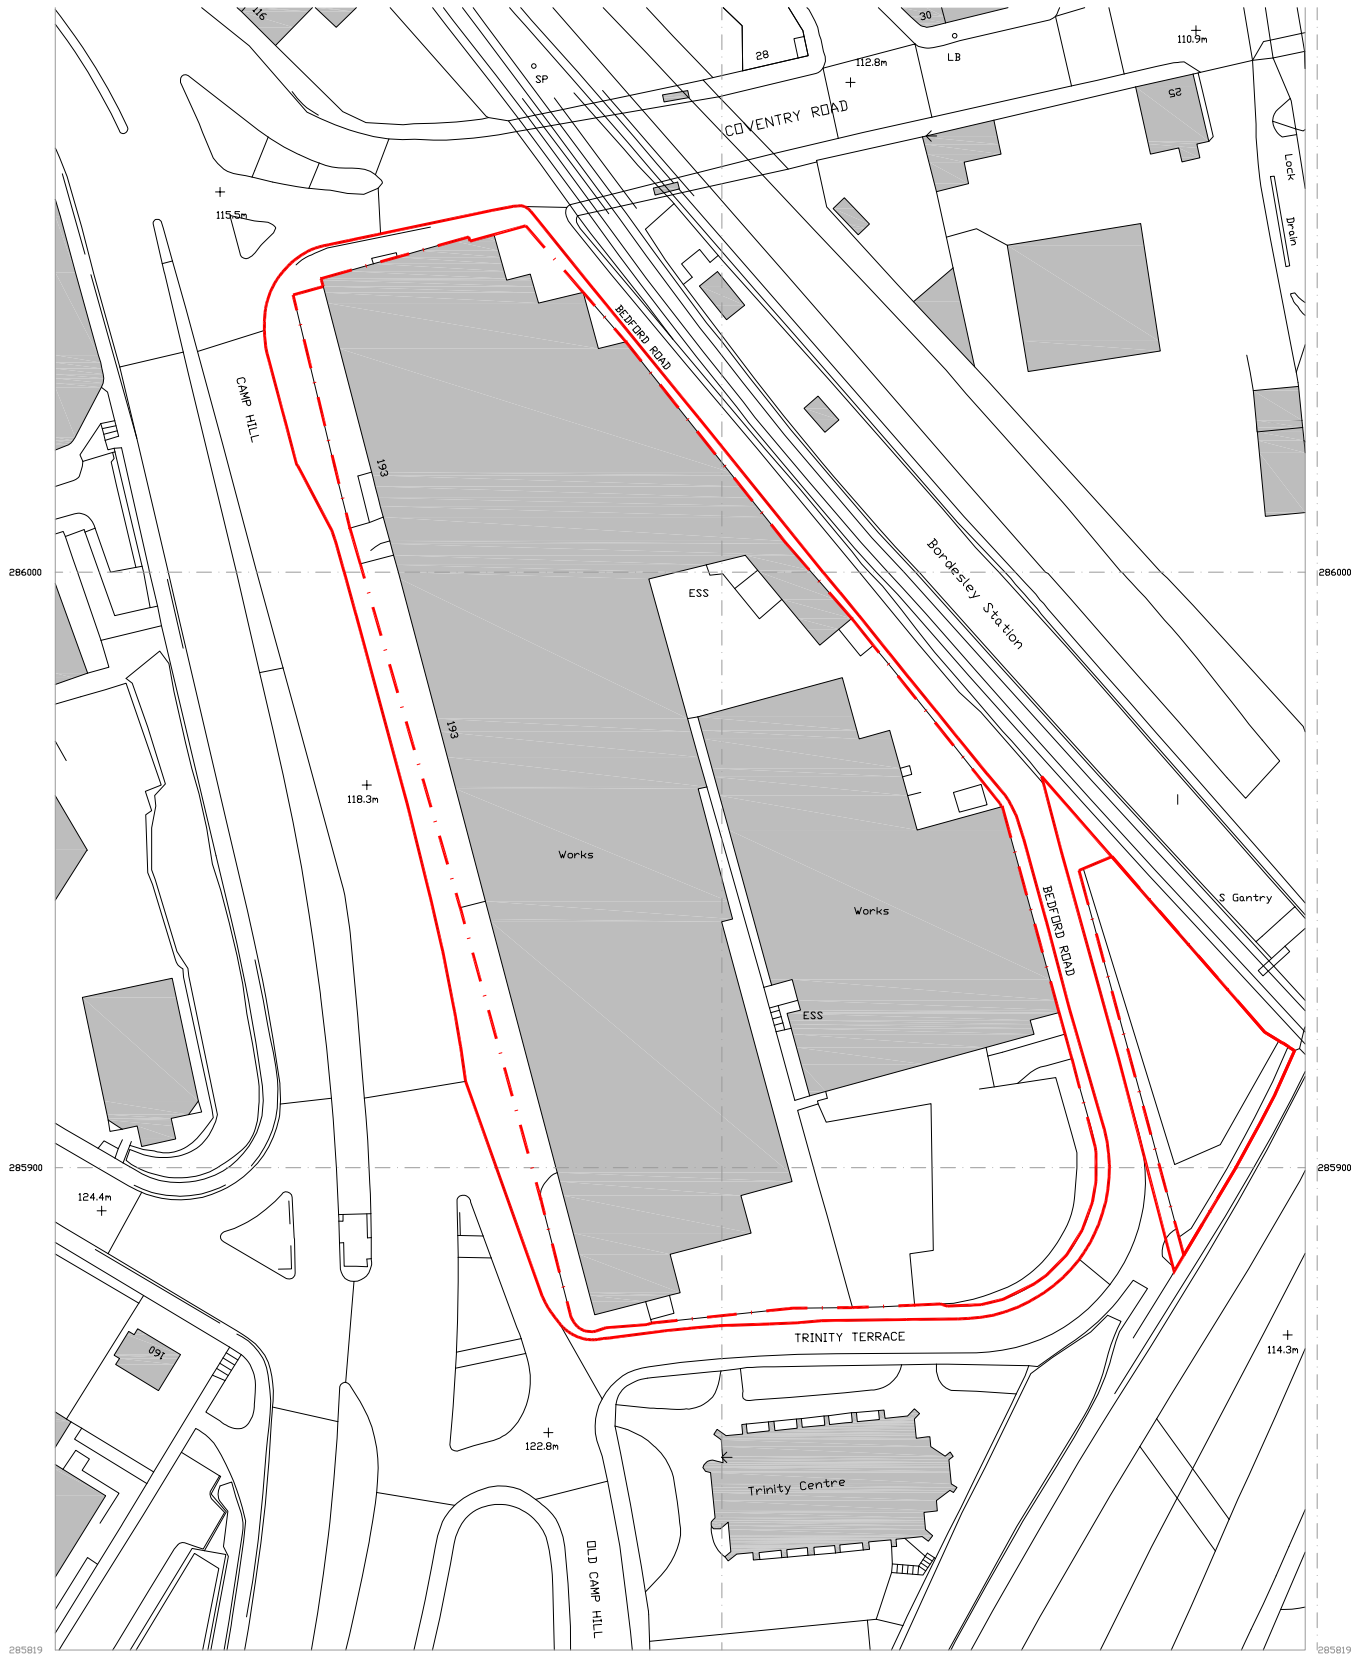 116
30
28
110.9m
LB
112.8m
SP
25
COVENTRY ROAD
Lock
115.5m
Drain
BEDFORD ROAD
CAMP HILL
193
286000
286000
Bordesley Station
ESS
193
118.3m
Works
S Gantry
Works
BEDFORD ROAD
ESS
285900
285900
124.4m
TRINITY TERRACE
160
114.3m
122.8m
Trinity Centre
OLD CAMP HILL
285819
285819